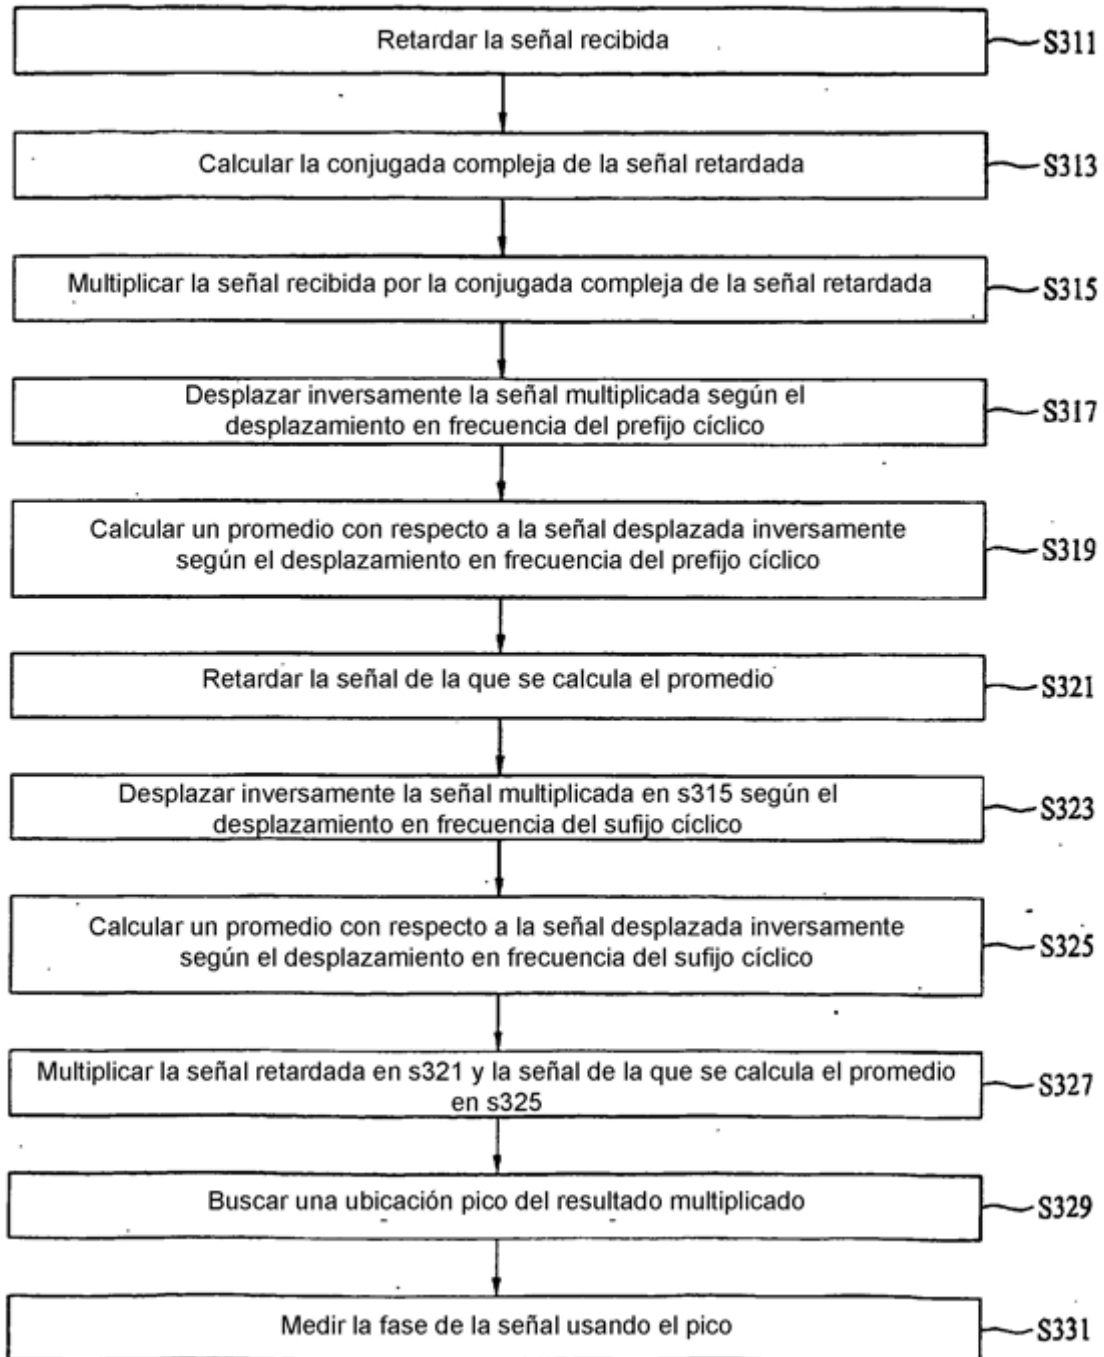 Retardar la señal recibida
S311
Calcular la conjugada compleja de la señal retardada
S313
Multiplicar la señal recibida por la conjugada compleja de la señal retardada
S315
Desplazar inversamente la señal multiplicada según el
desplazamiento en frecuencia del prefijo cíclico
S317
Calcular un promedio con respecto a la señal desplazada inversamente
según el desplazamiento en frecuencia del prefijo cíclico
S319
Retardar la señal de la que se calcula el promedio
S321
Desplazar inversamente la señal multiplicada en s315 según el
desplazamiento en frecuencia del sufijo cíclico
S323
Calcular un promedio con respecto a la señal desplazada inversamente
según el desplazamiento en frecuencia del sufijo cíclico
S325
Multiplicar la señal retardada en s321 y la señal de la que se calcula el promedio
en s325
S327
Buscar una ubicación pico del resultado multiplicado
S329
Medir la fase de la señal usando el pico
S331